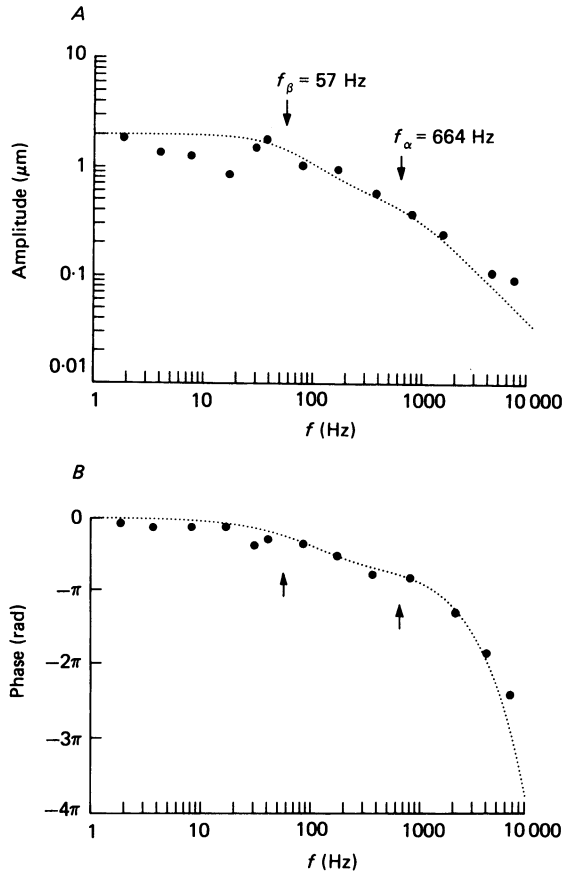 A
10
1
0·1
0·01
Amplitude (μm)
f_β = 57 Hz
f_α = 664 Hz
1 10 100 1000 10 000
f (Hz)
B
0
−π
−2π
−3π
−4π
Phase (rad)
1 10 100 1000 10 000
f (Hz)